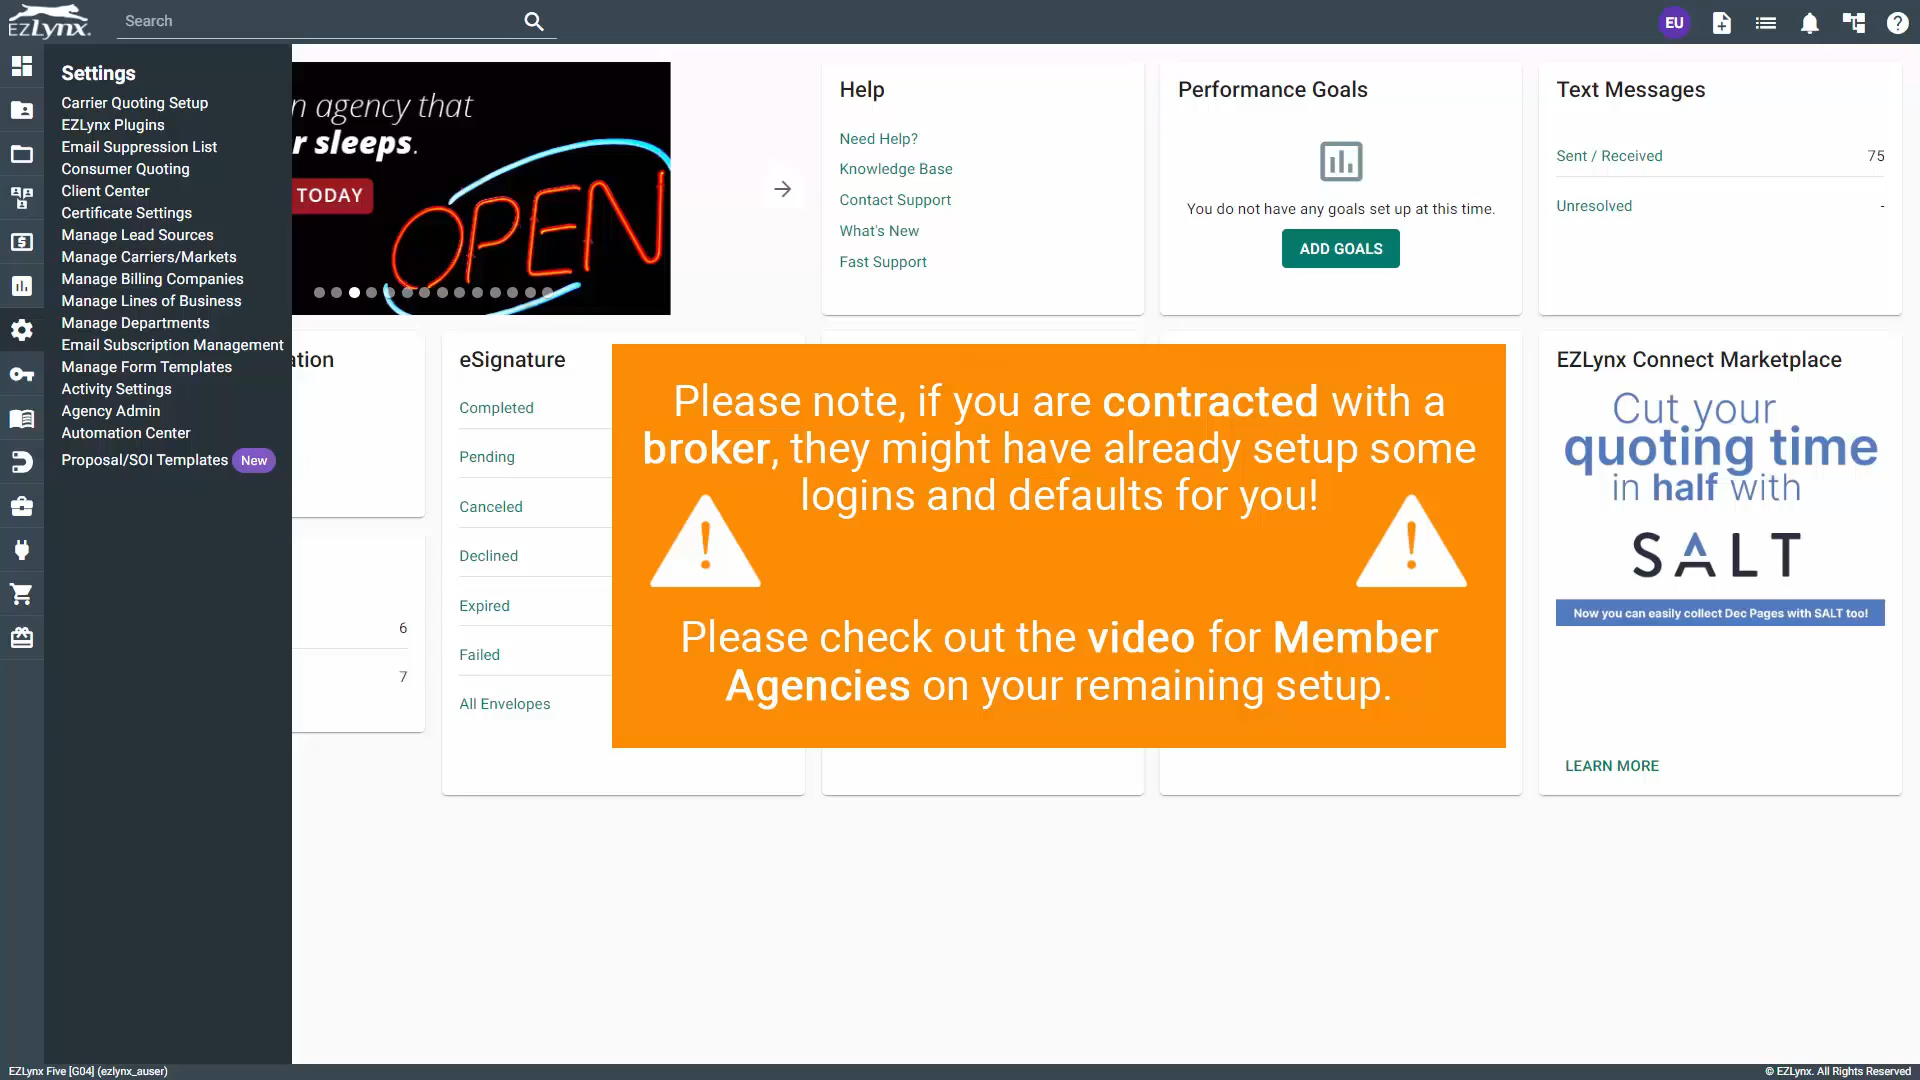 EZLynx
Search
EU
Settings
Carrier Quoting Setup
EZLynx Plugins
Email Suppression List
Consumer Quoting
Client Center
Certificate Settings
Manage Lead Sources
Manage Carriers/Markets
Manage Billing Companies
Manage Lines of Business
Manage Departments
Email Subscription Management
Manage Form Templates
Activity Settings
Agency Admin
Automation Center
Proposal/SOI Templates New
n agency that
r sleeps.
TODAY
OPEN
Help
Need Help?
Knowledge Base
Contact Support
What's New
Fast Support
Performance Goals
You do not have any goals set up at this time.
ADD GOALS
Text Messages
Sent / Received 75
Unresolved -
ation
6
7
eSignature
Completed
Pending
Canceled
Declined
Expired
Failed
All Envelopes
Please note, if you are contracted with a
broker, they might have already setup some
logins and defaults for you!
Please check out the video for Member
Agencies on your remaining setup.
EZLynx Connect Marketplace
Cut your
quoting time
in half with
SALT
Now you can easily collect Dec Pages with SALT too!
LEARN MORE
EZLynx Five [G04] (ezlynx_auser)
© EZLynx. All Rights Reserved